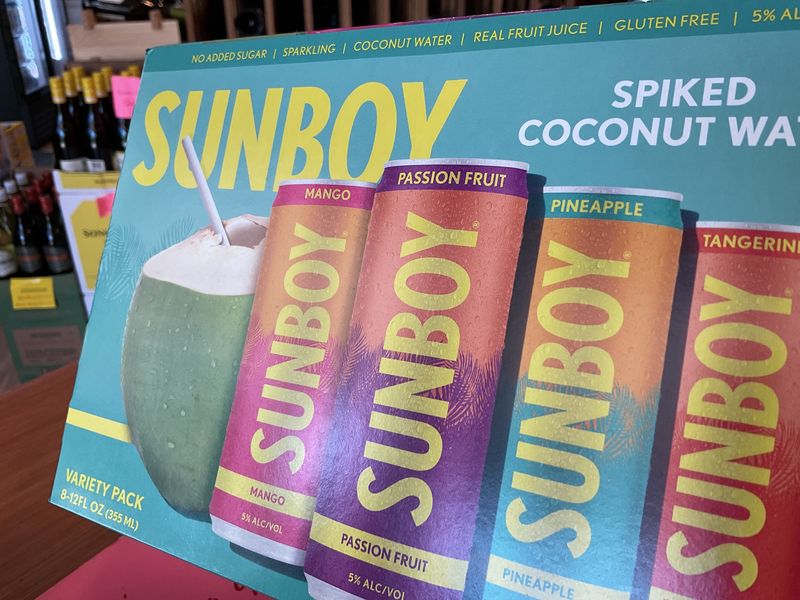 NO ADDED SUGAR | SPARKLING | COCONUT WATER | REAL FRUIT JUICE | GLUTEN FREE | 5% AL
SUNBOY
SPIKED
COCONUT WAT
MANGO
SUNBOY
MANGO
5% ALC/VOL
PASSION FRUIT
SUNBOY
PASSION FRUIT
5% ALC/VOL
PINEAPPLE
SUNBOY
PINEAPPLE
TANGERIN
SUNBOY
VARIETY PACK
8-12FL OZ (355 ML)